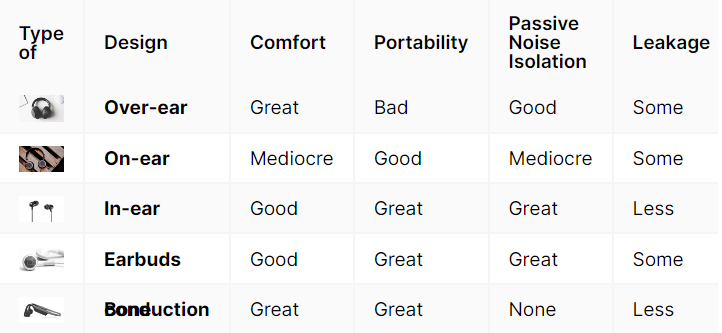 Type of	Design	Comfort	Portability	Passive Noise Isolation	Leakage
Over-ear	Great	Bad	Good	Some
On-ear	Mediocre	Good	Mediocre	Some
In-ear	Good	Great	Great	Less
Earbuds	Good	Great	Great	Some
Bone conduction	Great	Great	None	Less